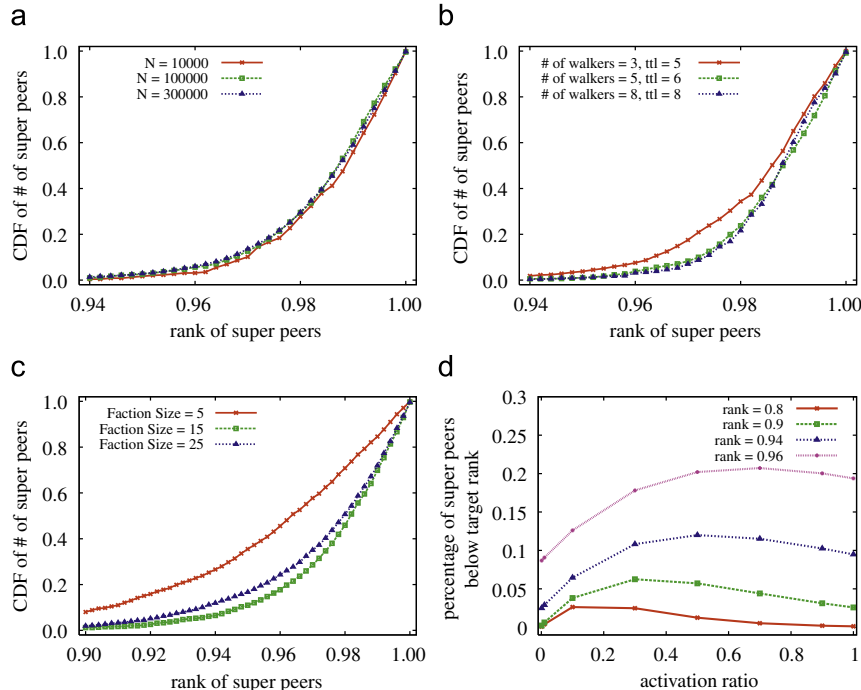 a
CDF of # of super peers
1.0
0.8
0.6
0.4
0.2
0.0
N = 10000
N = 100000
N = 300000
0.94
0.96
0.98
1.00
rank of super peers
b
CDF of # of super peers
1.0
0.8
0.6
0.4
0.2
0.0
# of walkers = 3, ttl = 5
# of walkers = 5, ttl = 6
# of walkers = 8, ttl = 8
0.94
0.96
0.98
1.00
rank of super peers
c
CDF of # of super peers
1.0
0.8
0.6
0.4
0.2
0.0
Faction Size = 5
Faction Size = 15
Faction Size = 25
0.90
0.92
0.94
0.96
0.98
1.00
rank of super peers
d
percentage of super peers
below target rank
0.3
0.25
0.2
0.15
0.1
0.05
0
rank = 0.8
rank = 0.9
rank = 0.94
rank = 0.96
0
0.2
0.4
0.6
0.8
1
activation ratio